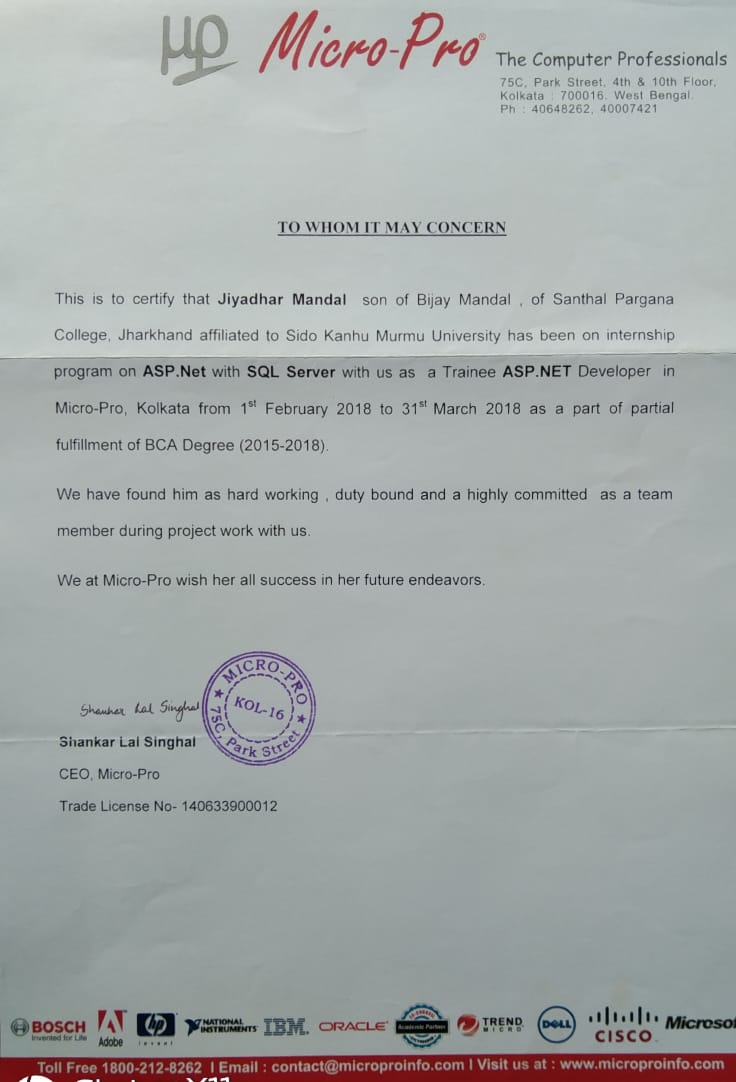 µp Micro-Pro®
The Computer Professionals
75C, Park Street, 4th & 10th Floor,
Kolkata : 700016. West Bengal.
Ph : 40648262, 40007421
TO WHOM IT MAY CONCERN
This is to certify that Jiyadhar Mandal son of Bijay Mandal , of Santhal Pargana
College, Jharkhand affiliated to Sido Kanhu Murmu University has been on internship
program on ASP.Net with SQL Server with us as a Trainee ASP.NET Developer in
Micro-Pro, Kolkata from 1st February 2018 to 31st March 2018 as a part of partial
fulfillment of BCA Degree (2015-2018).
We have found him as hard working , duty bound and a highly committed as a team
member during project work with us.
We at Micro-Pro wish her all success in her future endeavors.
MICRO-PRO
KOL-16
75C, Park Street
Shankar Lal Singhal
Shankar Lal Singhal
CEO, Micro-Pro
Trade License No- 140633900012
BOSCH
Invented for Life
Adobe
hp
invent
NATIONAL
INSTRUMENTS
IBM.
ORACLE
Academic Partner
TREND
MICRO
DELL
CISCO
Microsof
Toll Free 1800-212-8262 I Email : contact@microproinfo.com I Visit us at : www.microproinfo.com